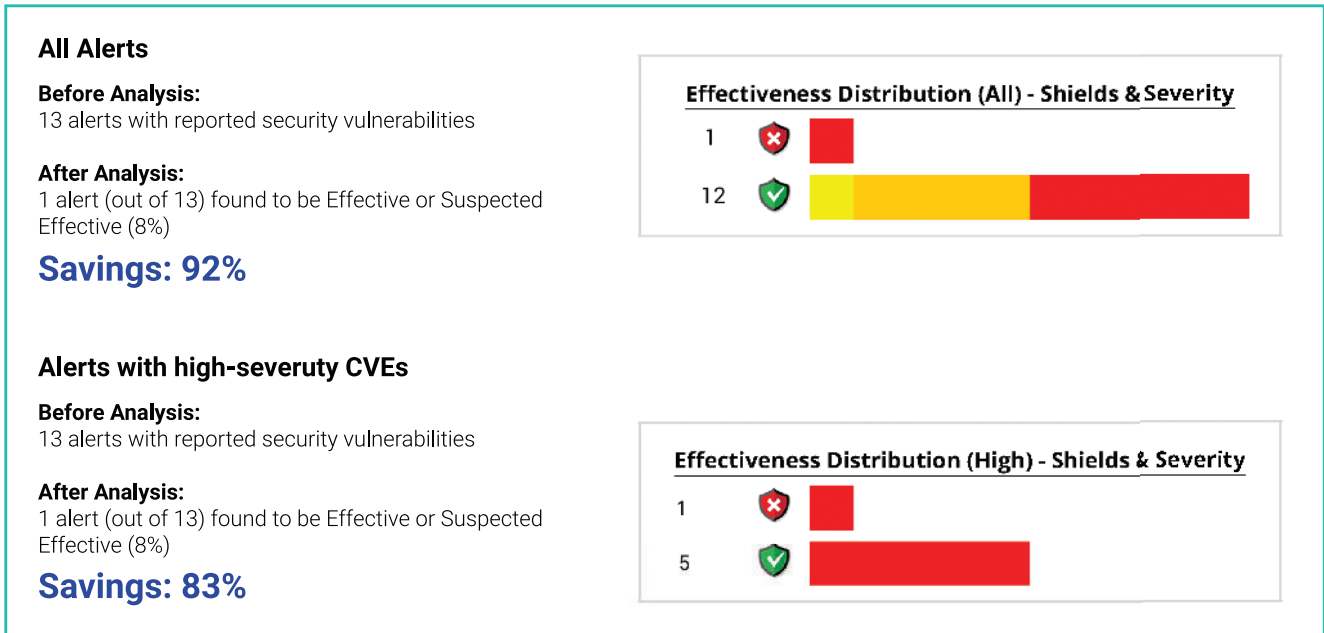 All Alerts
Before Analysis:
13 alerts with reported security vulnerabilities
After Analysis:
1 alert (out of 13) found to be Effective or Suspected
Effective (8%)
Savings: 92%
Effectiveness Distribution (All) - Shields & Severity
1
12
Alerts with high-severuty CVEs
Before Analysis:
13 alerts with reported security vulnerabilities
After Analysis:
1 alert (out of 13) found to be Effective or Suspected
Effective (8%)
Savings: 83%
Effectiveness Distribution (High) - Shields & Severity
1
5